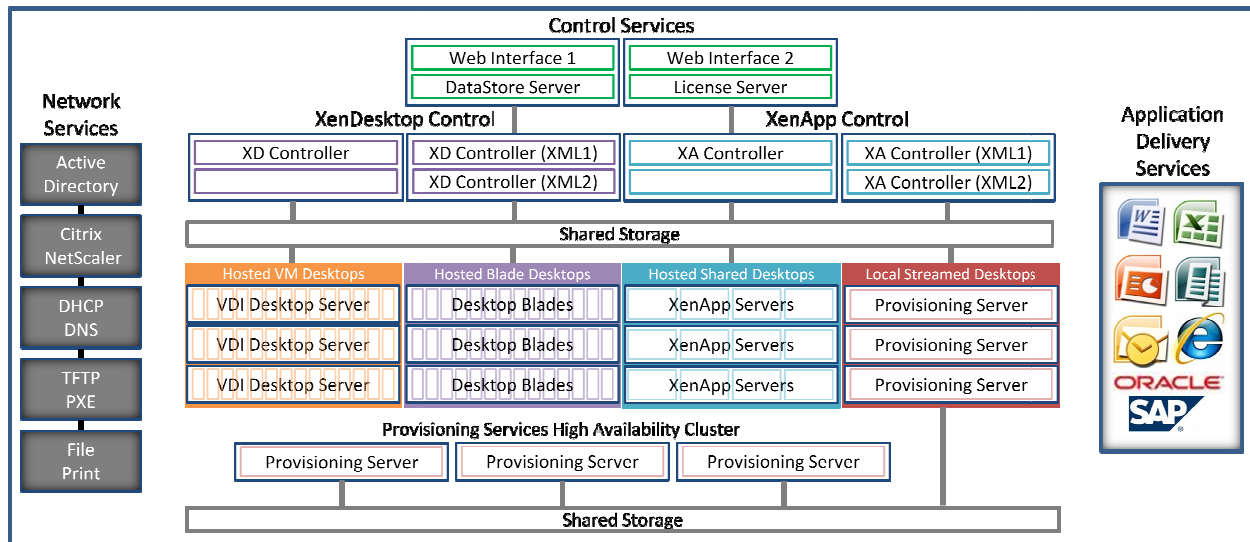 Control Services
Web Interface 1
DataStore Server
Web Interface 2
License Server
Network
Services
Active
Directory
Citrix
NetScaler
DHCP
DNS
TFTP
PXE
File
Print
XenDesktop Control
XD Controller
XD Controller (XML1)
XD Controller (XML2)
XenApp Control
XA Controller
XA Controller (XML1)
XA Controller (XML2)
Shared Storage
Hosted VM Desktops
VDI Desktop Server
VDI Desktop Server
VDI Desktop Server
Hosted Blade Desktops
Desktop Blades
Desktop Blades
Desktop Blades
Hosted Shared Desktops
XenApp Servers
XenApp Servers
XenApp Servers
Local Streamed Desktops
Provisioning Server
Provisioning Server
Provisioning Server
Provisioning Services High Availability Cluster
Provisioning Server
Provisioning Server
Provisioning Server
Shared Storage
Application
Delivery
Services
ORACLE
SAP